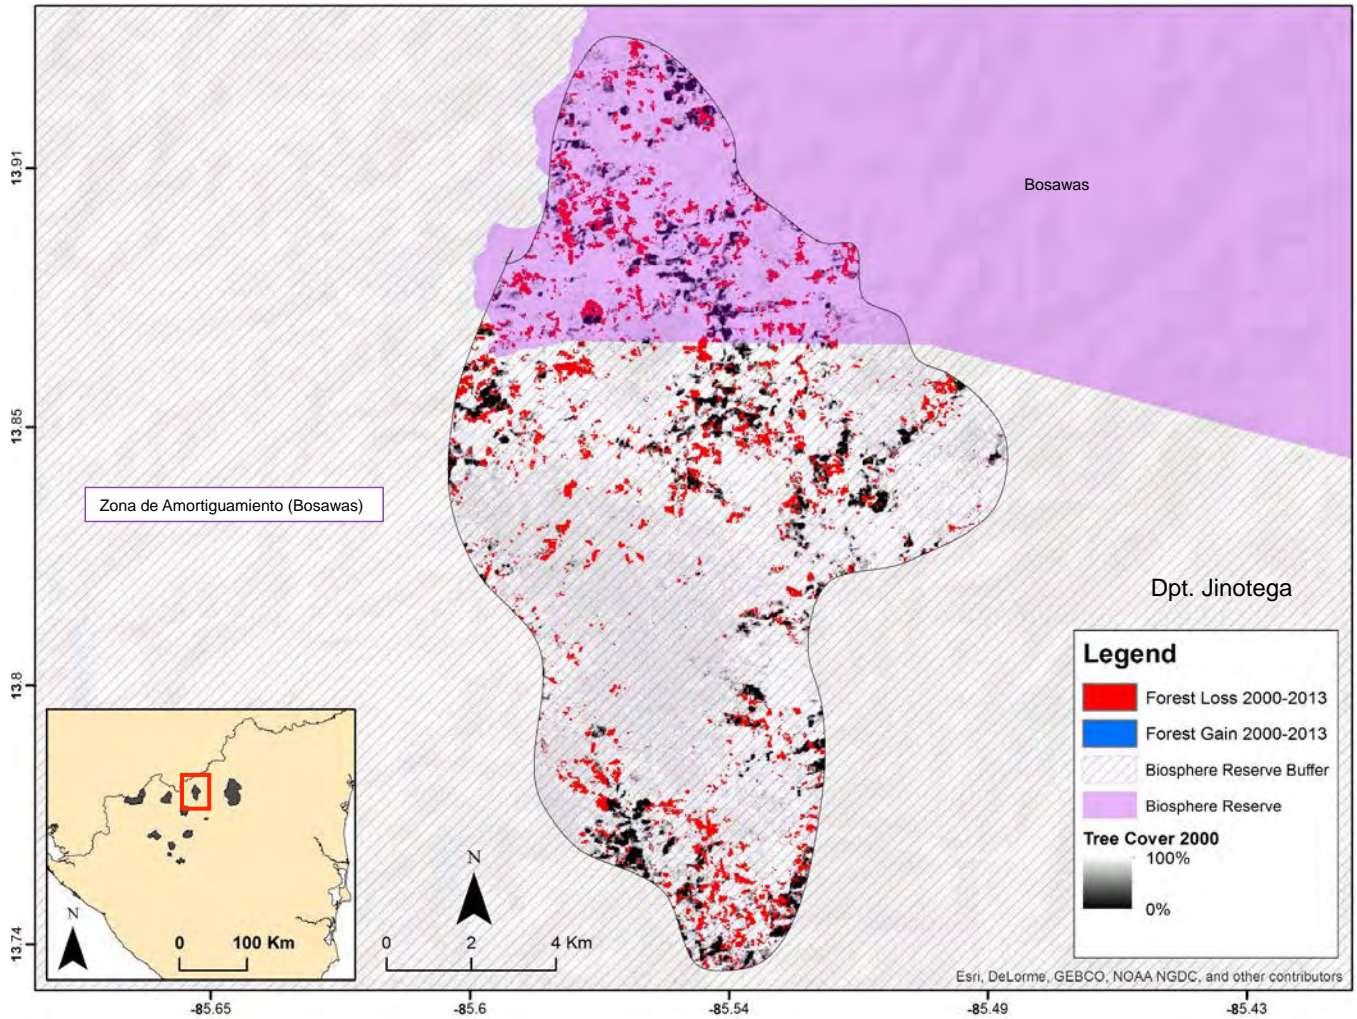 Bosawas
13.91
13.85
13.8
13.74
Zona de Amortiguamiento (Bosawas)
Dpt. Jinotega
Legend
Forest Loss 2000-2013
Forest Gain 2000-2013
Biosphere Reserve Buffer
Biosphere Reserve
Tree Cover 2000
100%
0%
N
0 100 Km
N
0 2 4 Km
Esri, DeLorme, GEBCO, NOAA NGDC, and other contributors
-85.65 -85.6 -85.54 -85.49 -85.43